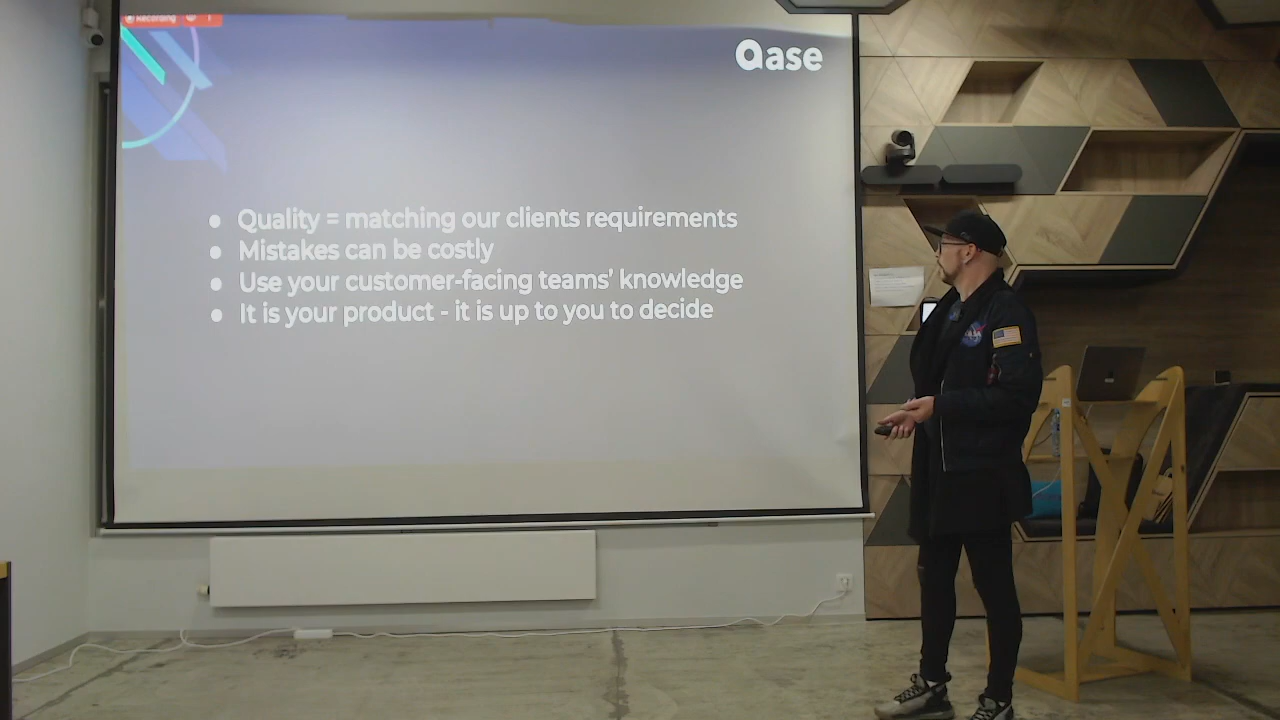 Recording
Qase
Quality = matching our clients requirements
Mistakes can be costly
Use your customer-facing teams’ knowledge
It is your product - it is up to you to decide